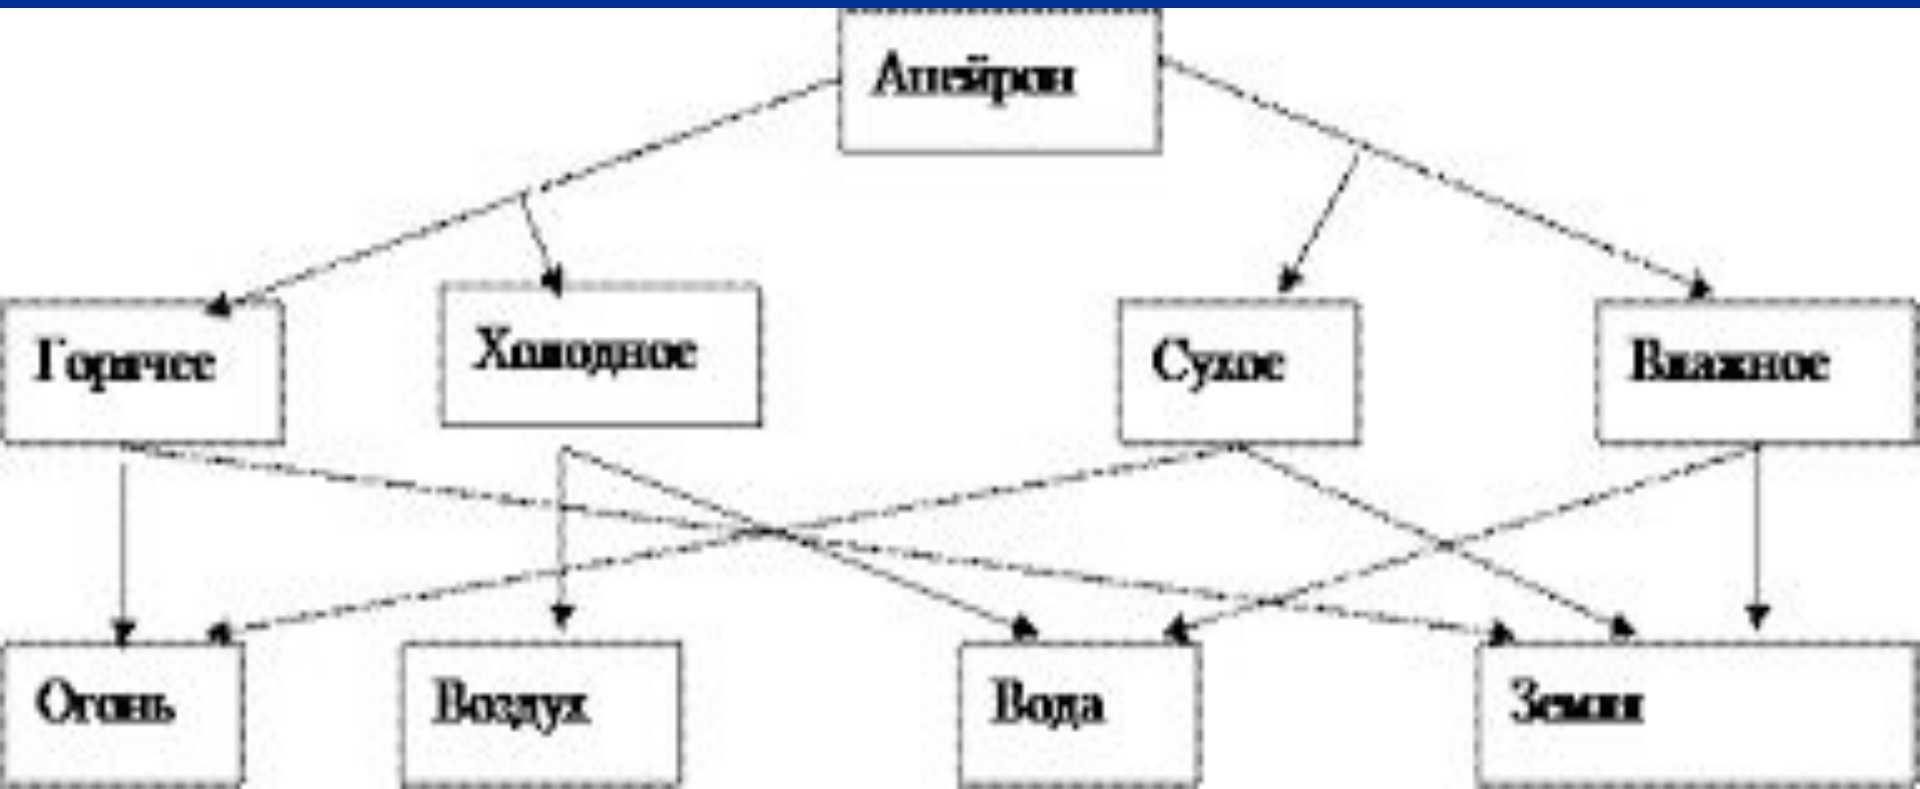 Апейрон
Горячее
Холодное
Сухое
Влажное
Огонь
Воздух
Вода
Земля